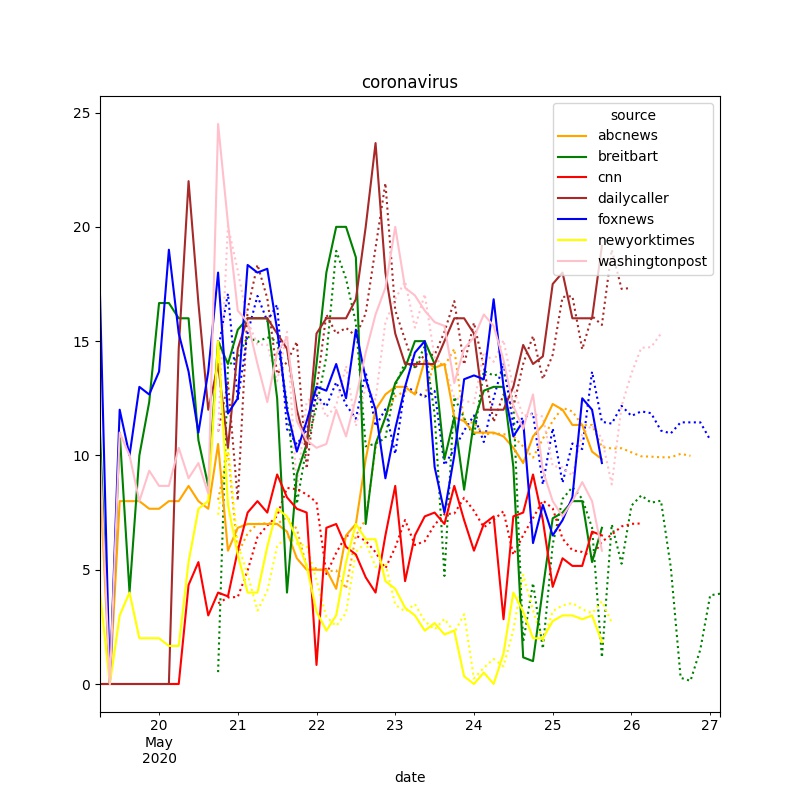 coronavirus
25
20
15
10
5
0
source
abcnews
breitbart
cnn
dailycaller
foxnews
newyorktimes
washingtonpost
20 21 22 23 24 25 26 27
May
2020
date